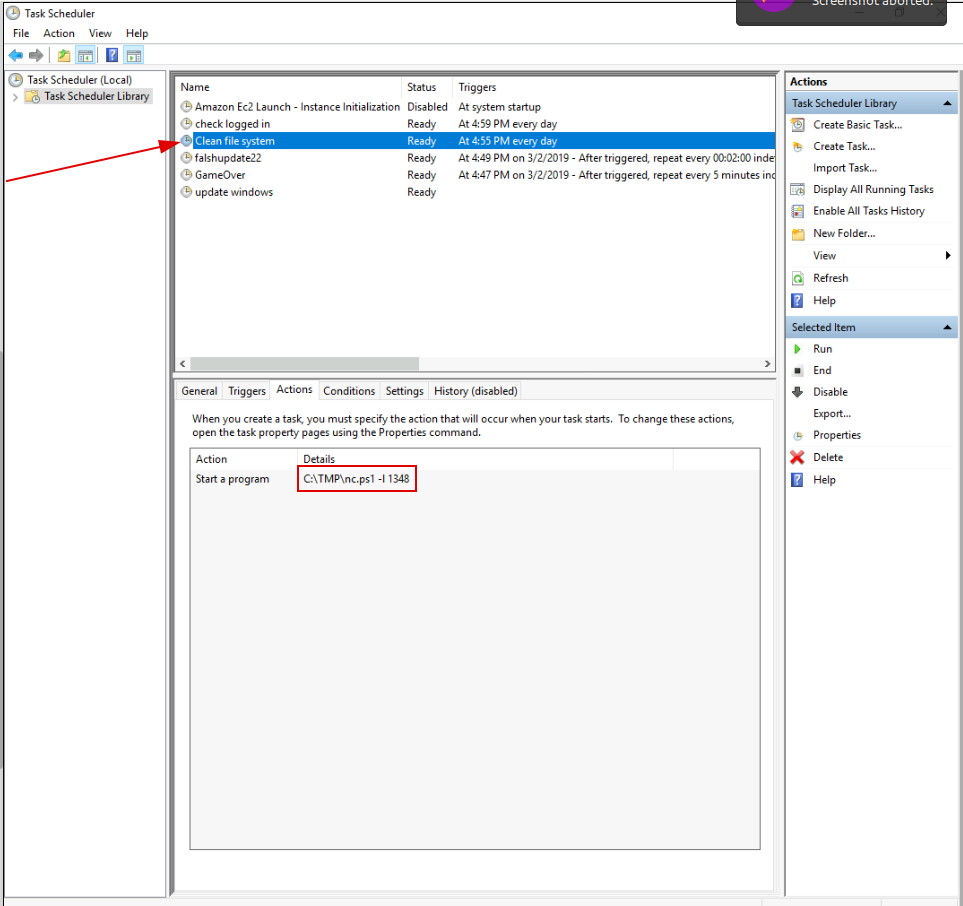 Screenshot aborted.
Task Scheduler
File Action View Help
Task Scheduler (Local)
Task Scheduler Library
Name Status Triggers
Amazon Ec2 Launch - Instance Initialization Disabled At system startup
check logged in Ready At 4:59 PM every day
Clean file system Ready At 4:55 PM every day
falshupdate22 Ready At 4:49 PM on 3/2/2019 - After triggered, repeat every 00:02:00 inde
GameOver Ready At 4:47 PM on 3/2/2019 - After triggered, repeat every 5 minutes inc
update windows Ready
General Triggers Actions Conditions Settings History (disabled)
When you create a task, you must specify the action that will occur when your task starts. To change these actions,
open the task property pages using the Properties command.
Action Details
Start a program C:\TMP\nc.ps1 -l 1348
Actions
Task Scheduler Library
Create Basic Task...
Create Task...
Import Task...
Display All Running Tasks
Enable All Tasks History
New Folder...
View
Refresh
Help
Selected Item
Run
End
Disable
Export...
Properties
Delete
Help